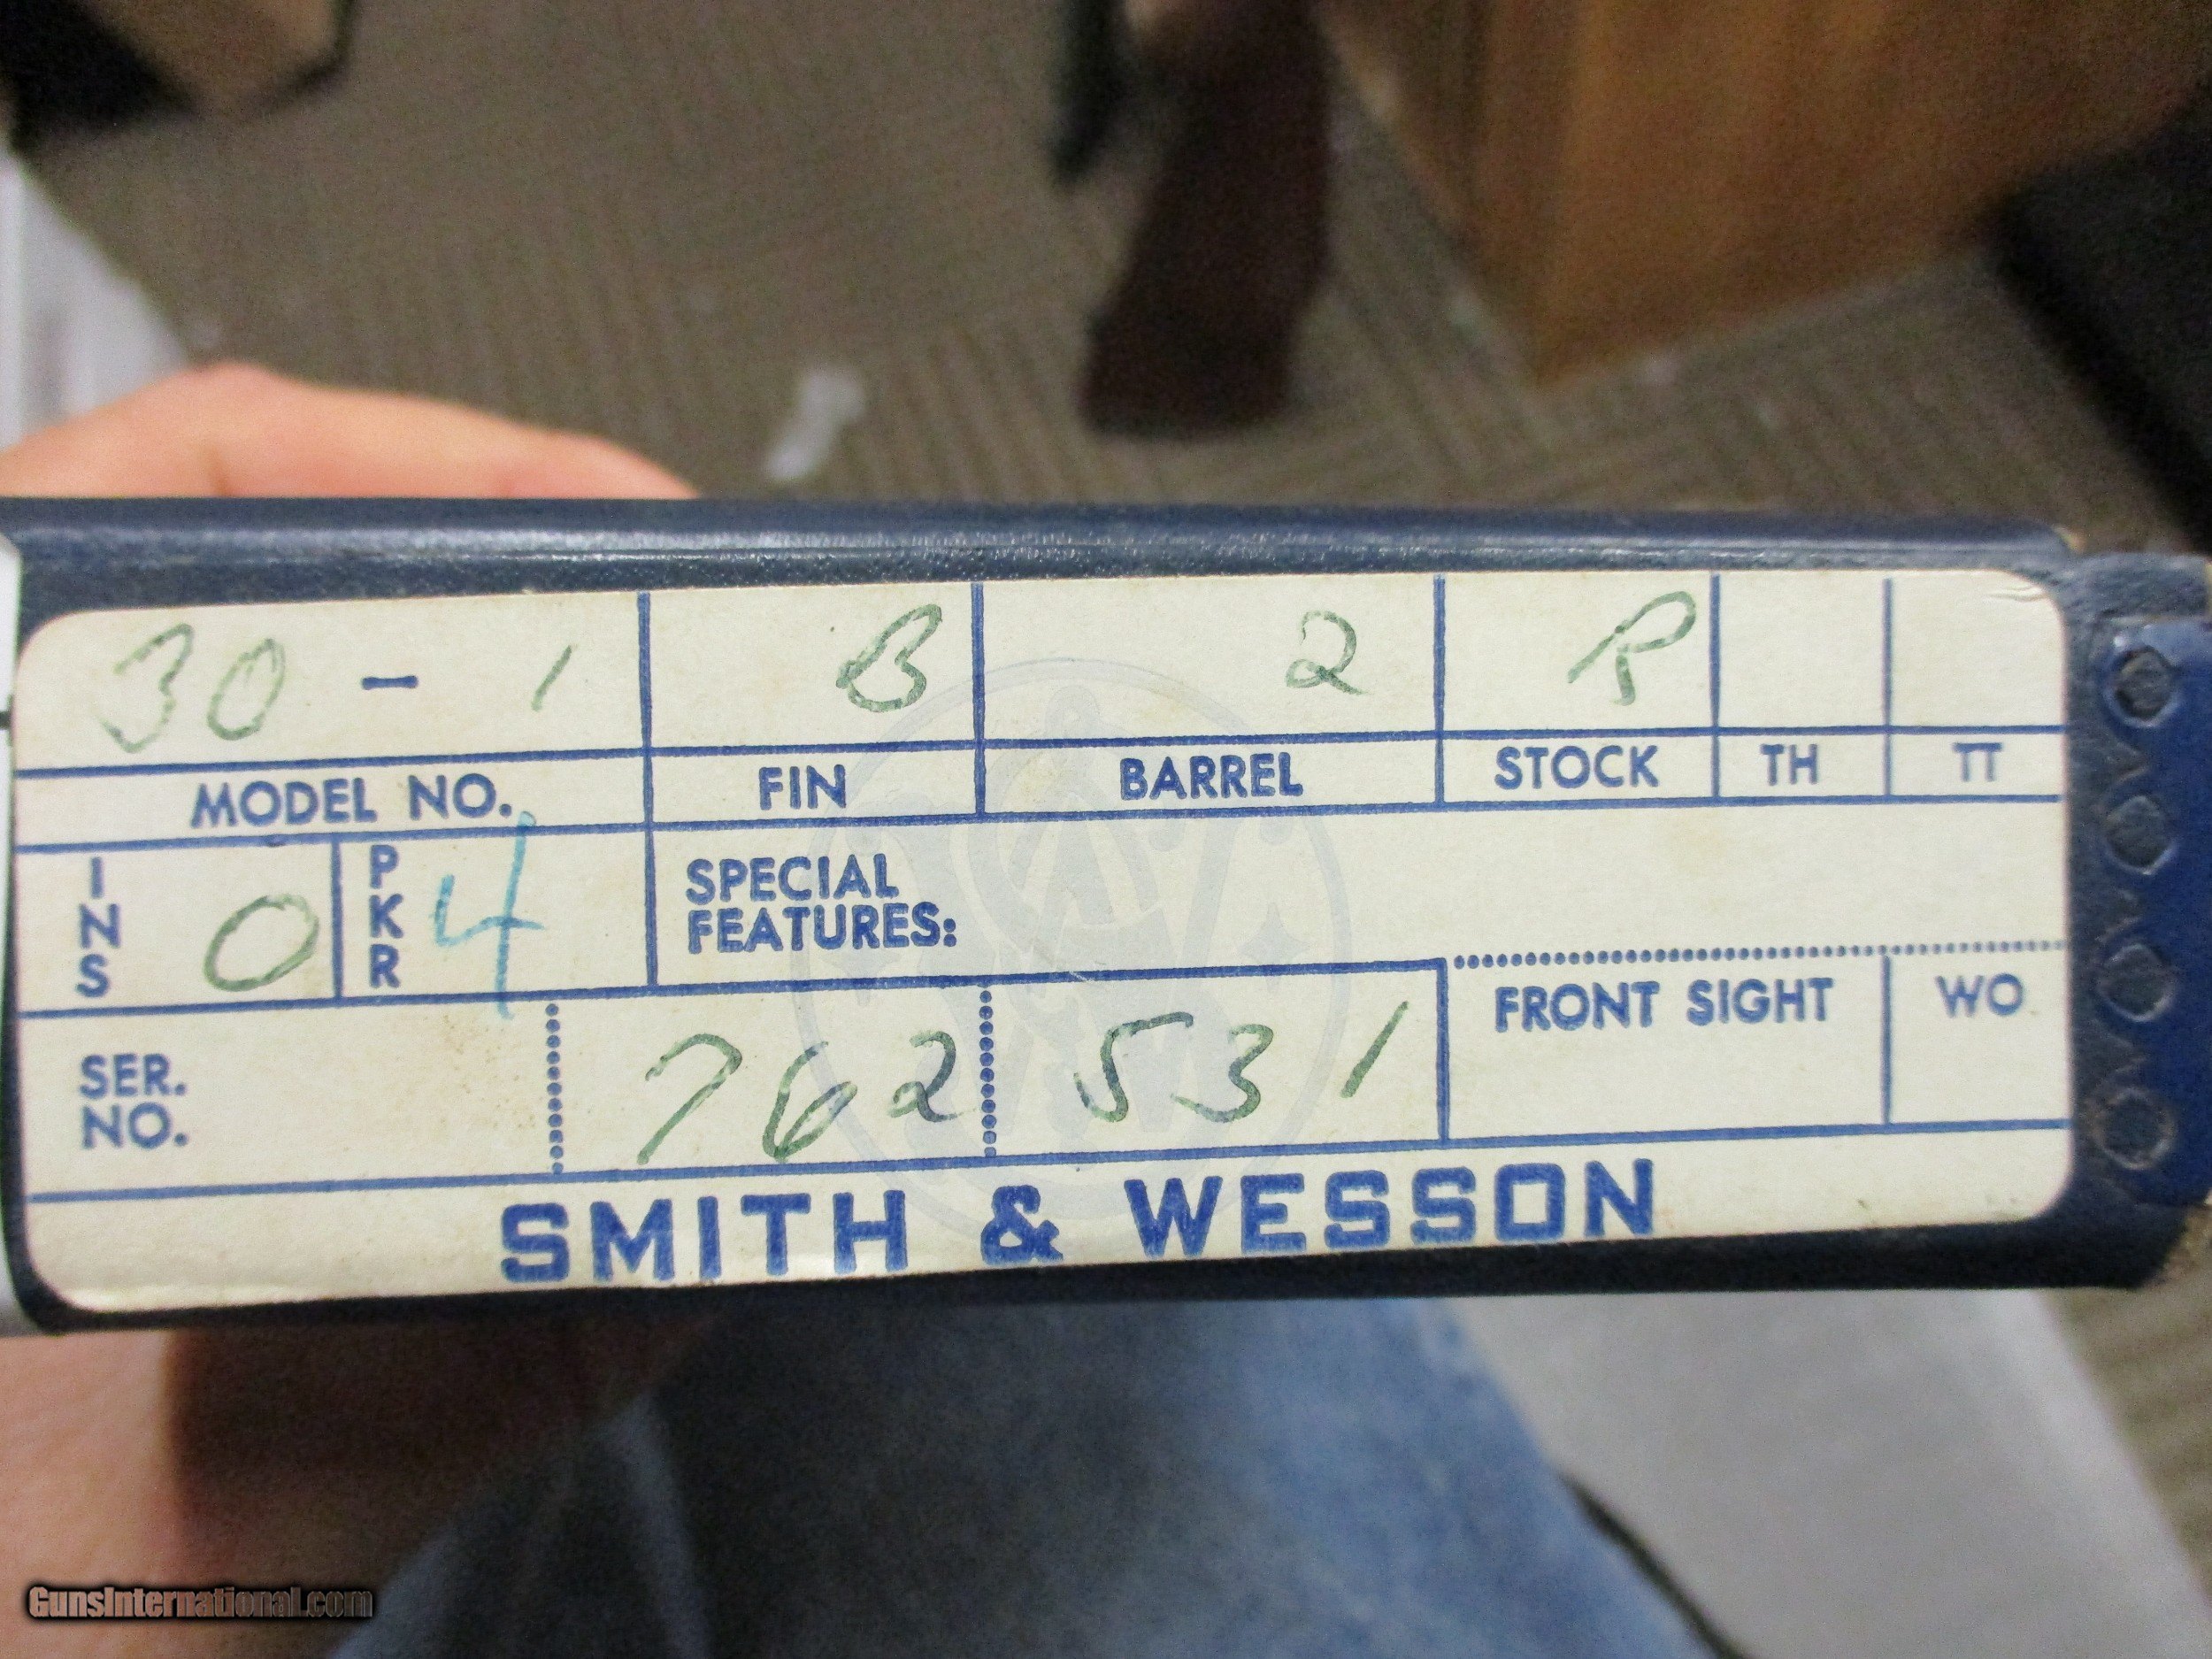 30 - 1 B 2 R
MODEL NO. FIN BARREL STOCK TH TT
INS 0 PKR 4 SPECIAL
FEATURES:
FRONT SIGHT WO
SER.
NO. 762 531
SMITH & WESSON
GunsInternational.com